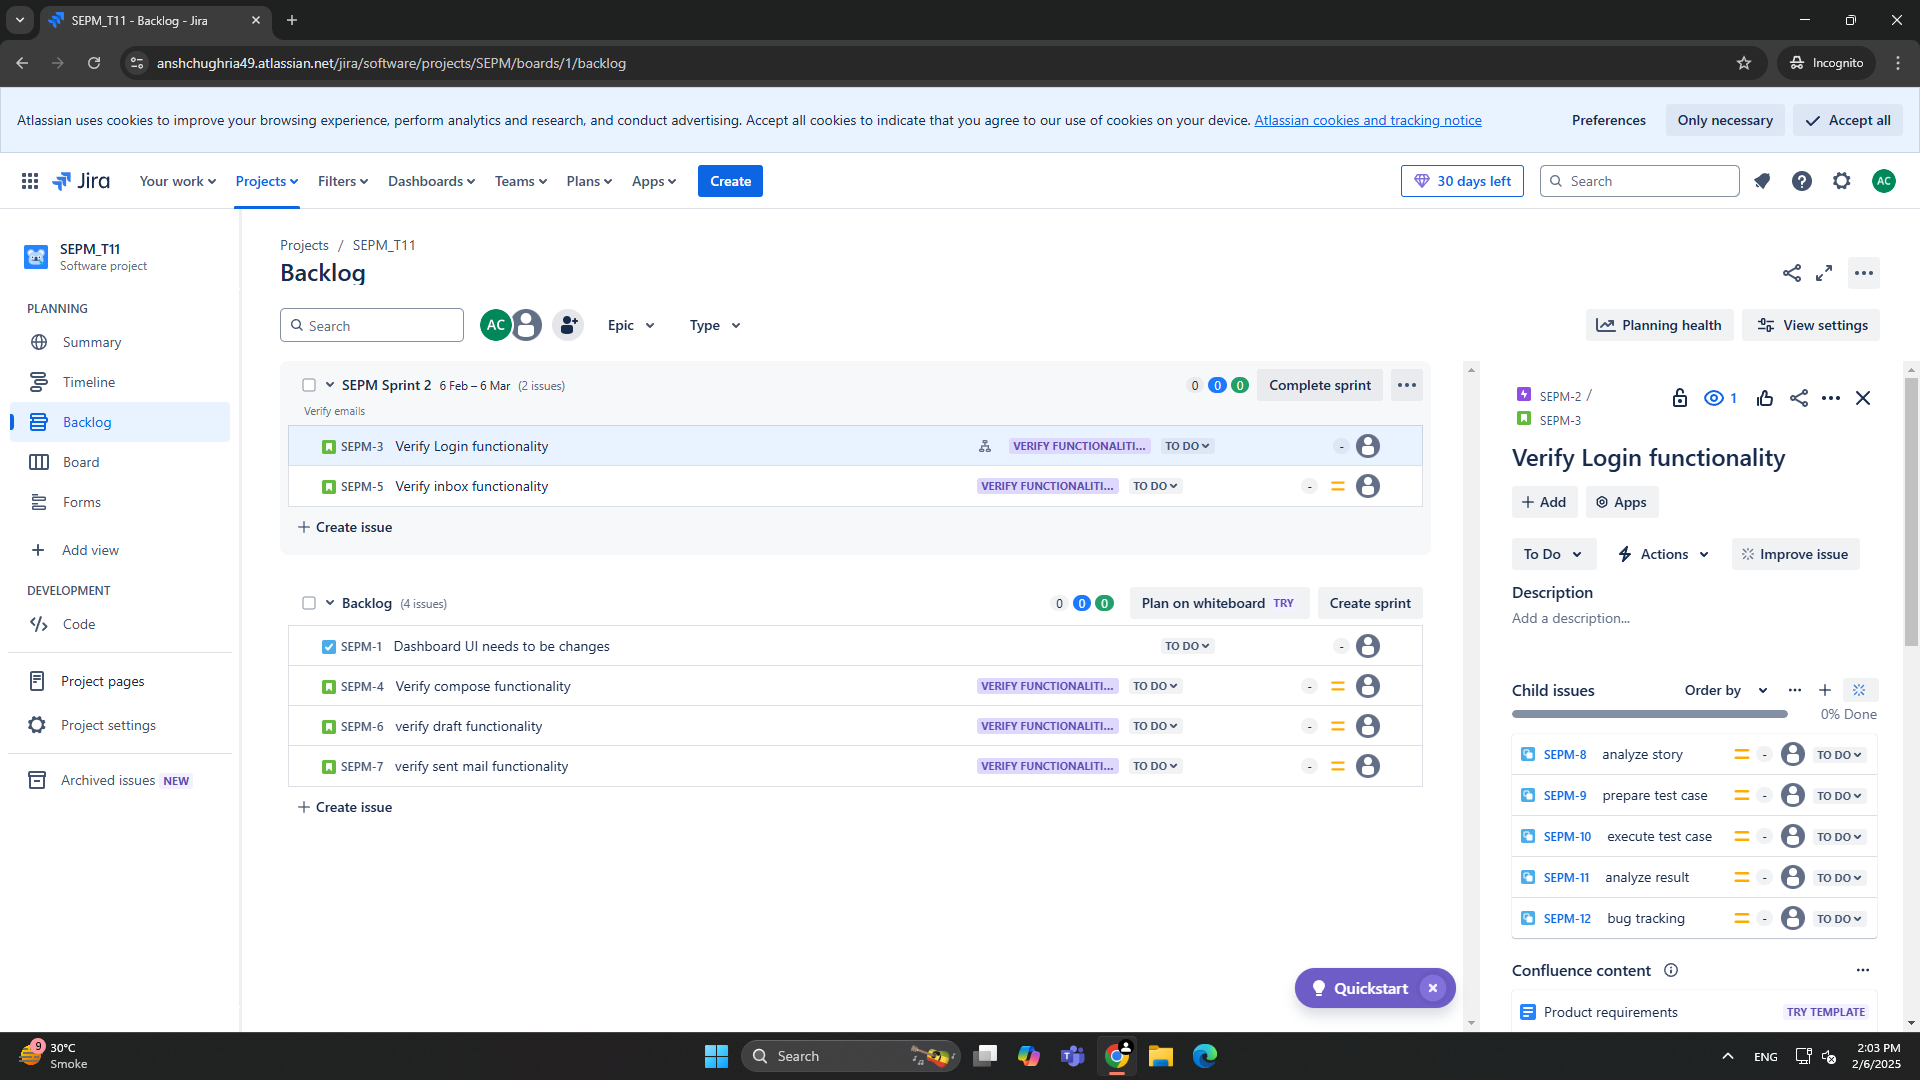 SEPM_T11 - Backlog - Jira
anshchughria49.atlassian.net/jira/software/projects/SEPM/boards/1/backlog
Incognito
Atlassian uses cookies to improve your browsing experience, perform analytics and research, and conduct advertising. Accept all cookies to indicate that you agree to our use of cookies on your device. Atlassian cookies and tracking notice
Preferences
Only necessary
Accept all
Jira
Your work
Projects
Filters
Dashboards
Teams
Plans
Apps
Create
30 days left
Search
AC
SEPM_T11
Software project
PLANNING
Summary
Timeline
Backlog
Board
Forms
Add view
DEVELOPMENT
Code
Project pages
Project settings
Archived issues NEW
Projects / SEPM_T11
Backlog
Search
AC
Epic
Type
Planning health
View settings
SEPM Sprint 2 6 Feb – 6 Mar (2 issues)
0 0 0
Complete sprint
Verify emails
SEPM-3 Verify Login functionality VERIFY FUNCTIONALITI... TO DO -
SEPM-5 Verify inbox functionality VERIFY FUNCTIONALITI... TO DO -
+ Create issue
Backlog (4 issues)
0 0 0
Plan on whiteboard TRY
Create sprint
SEPM-1 Dashboard UI needs to be changes TO DO -
SEPM-4 Verify compose functionality VERIFY FUNCTIONALITI... TO DO -
SEPM-6 verify draft functionality VERIFY FUNCTIONALITI... TO DO -
SEPM-7 verify sent mail functionality VERIFY FUNCTIONALITI... TO DO -
+ Create issue
Quickstart
SEPM-2 /
SEPM-3
1
Verify Login functionality
+ Add
Apps
To Do
Actions
Improve issue
Description
Add a description...
Child issues
Order by
0% Done
SEPM-8 analyze story - TO DO
SEPM-9 prepare test case - TO DO
SEPM-10 execute test case - TO DO
SEPM-11 analyze result - TO DO
SEPM-12 bug tracking - TO DO
Confluence content
Product requirements TRY TEMPLATE
9
30°C
Smoke
Search
ENG
2:03 PM
2/6/2025